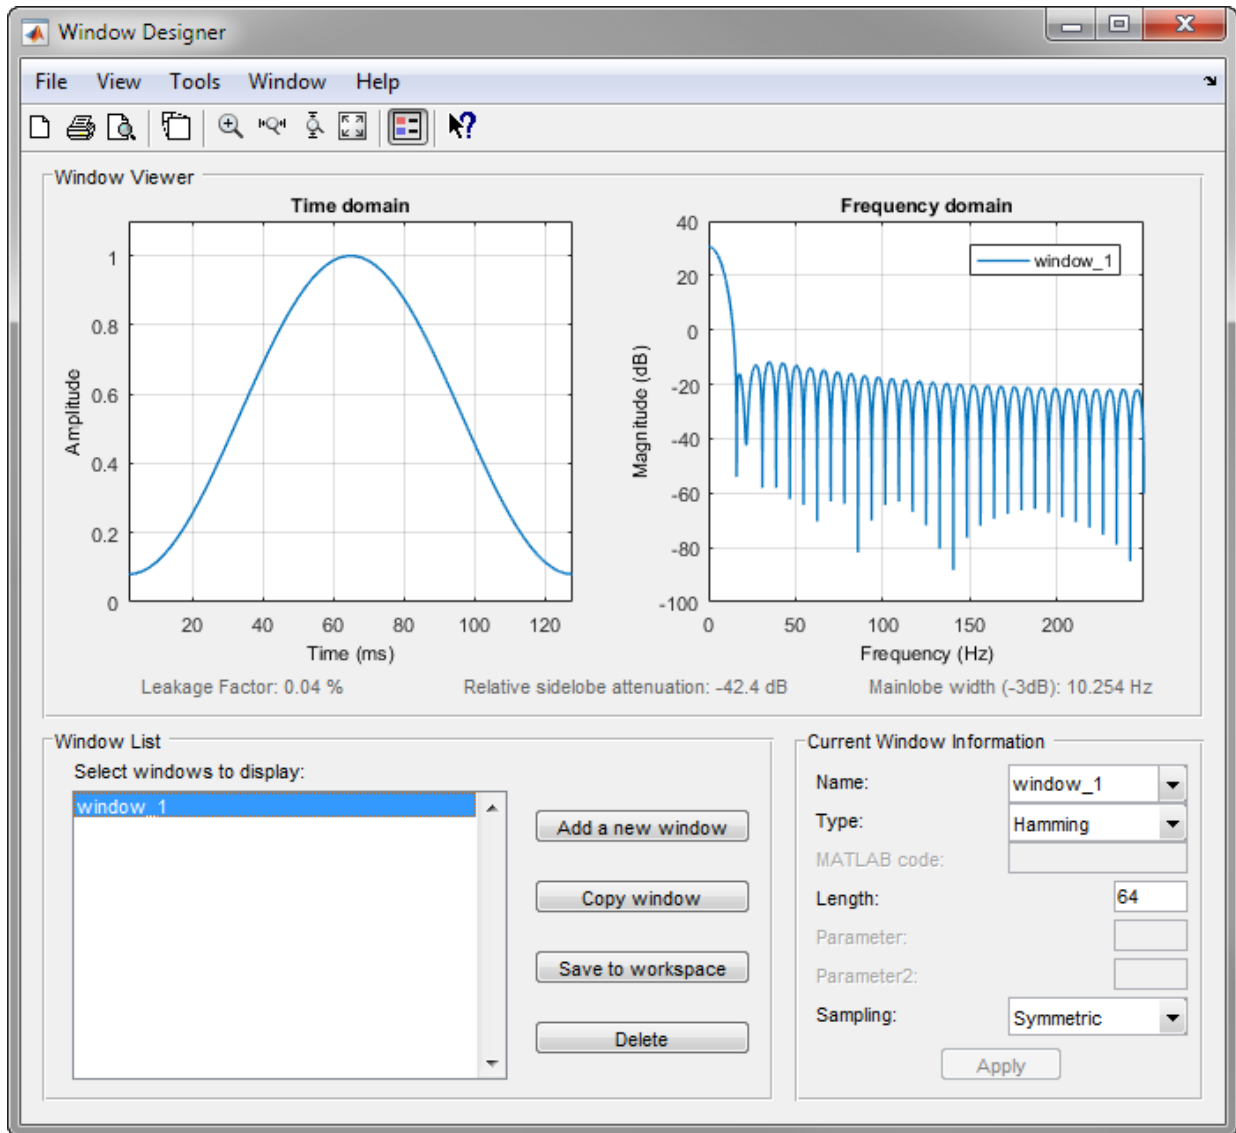 Window Designer
File View Tools Window Help
Window Viewer
Time domain
Frequency domain
Amplitude
1
0.8
0.6
0.4
0.2
0
20 40 60 80 100 120
Time (ms)
Magnitude (dB)
40
20
0
-20
-40
-60
-80
-100
window_1
0 50 100 150 200
Frequency (Hz)
Leakage Factor: 0.04 % Relative sidelobe attenuation: -42.4 dB Mainlobe width (-3dB): 10.254 Hz
Window List
Select windows to display:
window_1
Add a new window
Copy window
Save to workspace
Delete
Current Window Information
Name: window_1
Type: Hamming
MATLAB code:
Length: 64
Parameter:
Parameter2:
Sampling: Symmetric
Apply